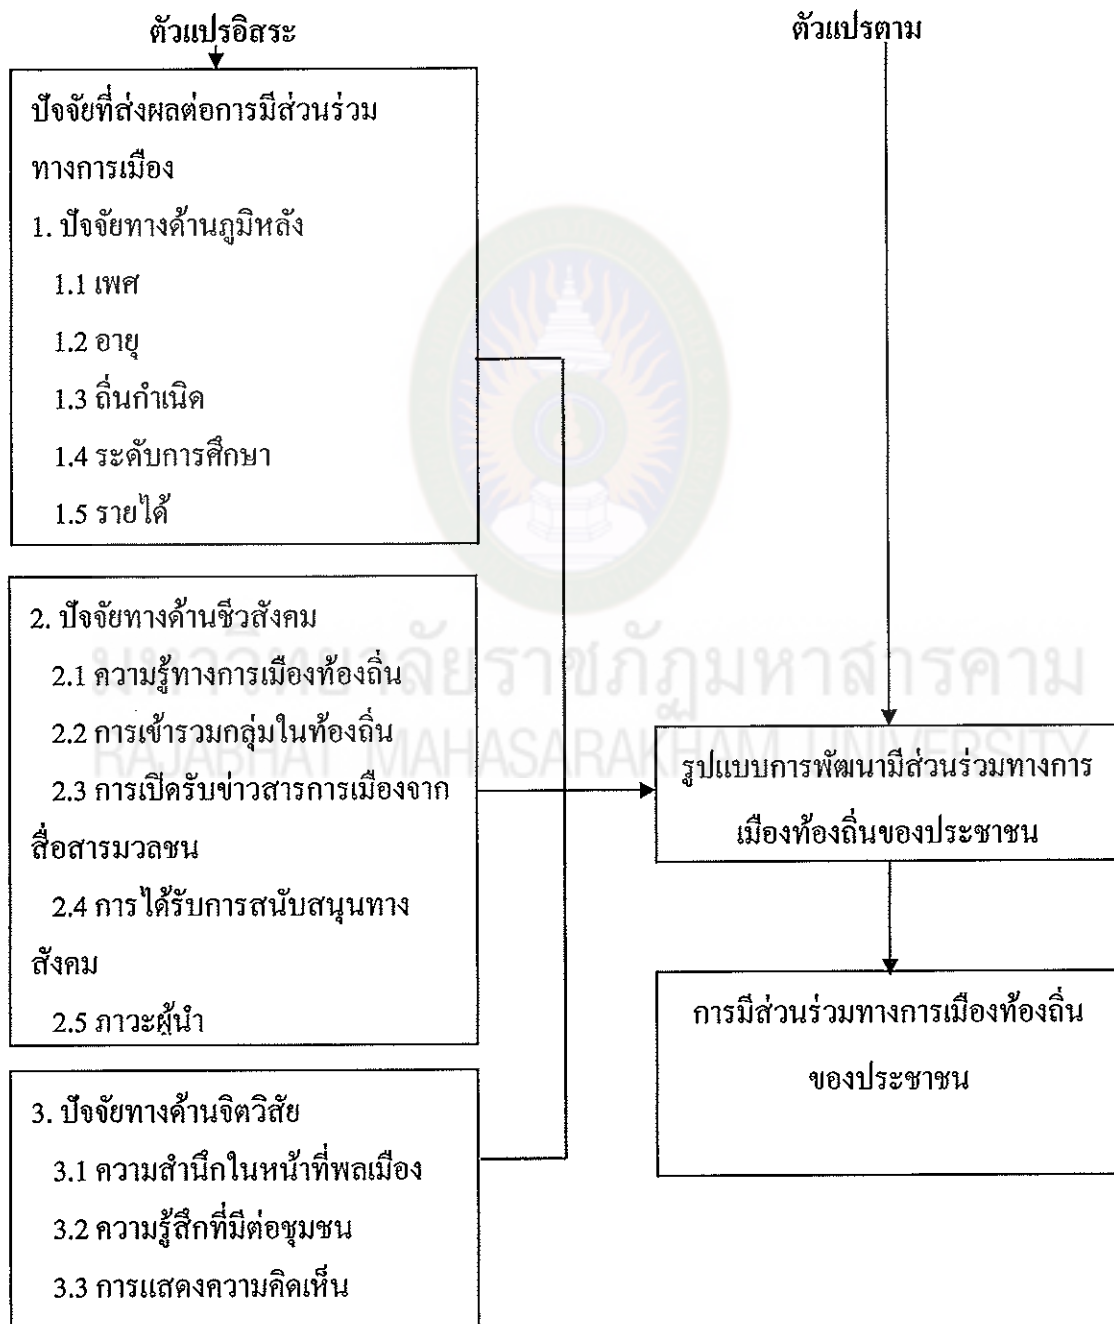 ตัวแปรอิสระ
ปัจจัยที่ส่งผลต่อการมีส่วนร่วม
ทางการเมือง
1. ปัจจัยทางด้านภูมิหลัง
1.1 เพศ
1.2 อายุ
1.3 ถิ่นกำเนิด
1.4 ระดับการศึกษา
1.5 รายได้
2. ปัจจัยทางด้านชีวสังคม
2.1 ความรู้ทางการเมืองท้องถิ่น
2.2 การเข้ารวมกลุ่มในท้องถิ่น
2.3 การเปิดรับข่าวสารการเมืองจาก
สื่อสารมวลชน
2.4 การได้รับการสนับสนุนทาง
สังคม
2.5 ภาวะผู้นำ
3. ปัจจัยทางด้านจิตวิสัย
3.1 ความสำนึกในหน้าที่พลเมือง
3.2 ความรู้สึกที่มีต่อชุมชน
3.3 การแสดงความคิดเห็น
ตัวแปรตาม
รูปแบบการพัฒนามีส่วนร่วมทางการ
เมืองท้องถิ่นของประชาชน
การมีส่วนร่วมทางการเมืองท้องถิ่น
ของประชาชน
มหาวิทยาลัยราชภัฏมหาสารคาม
RAJABHAT MAHASARAKHAM UNIVERSITY